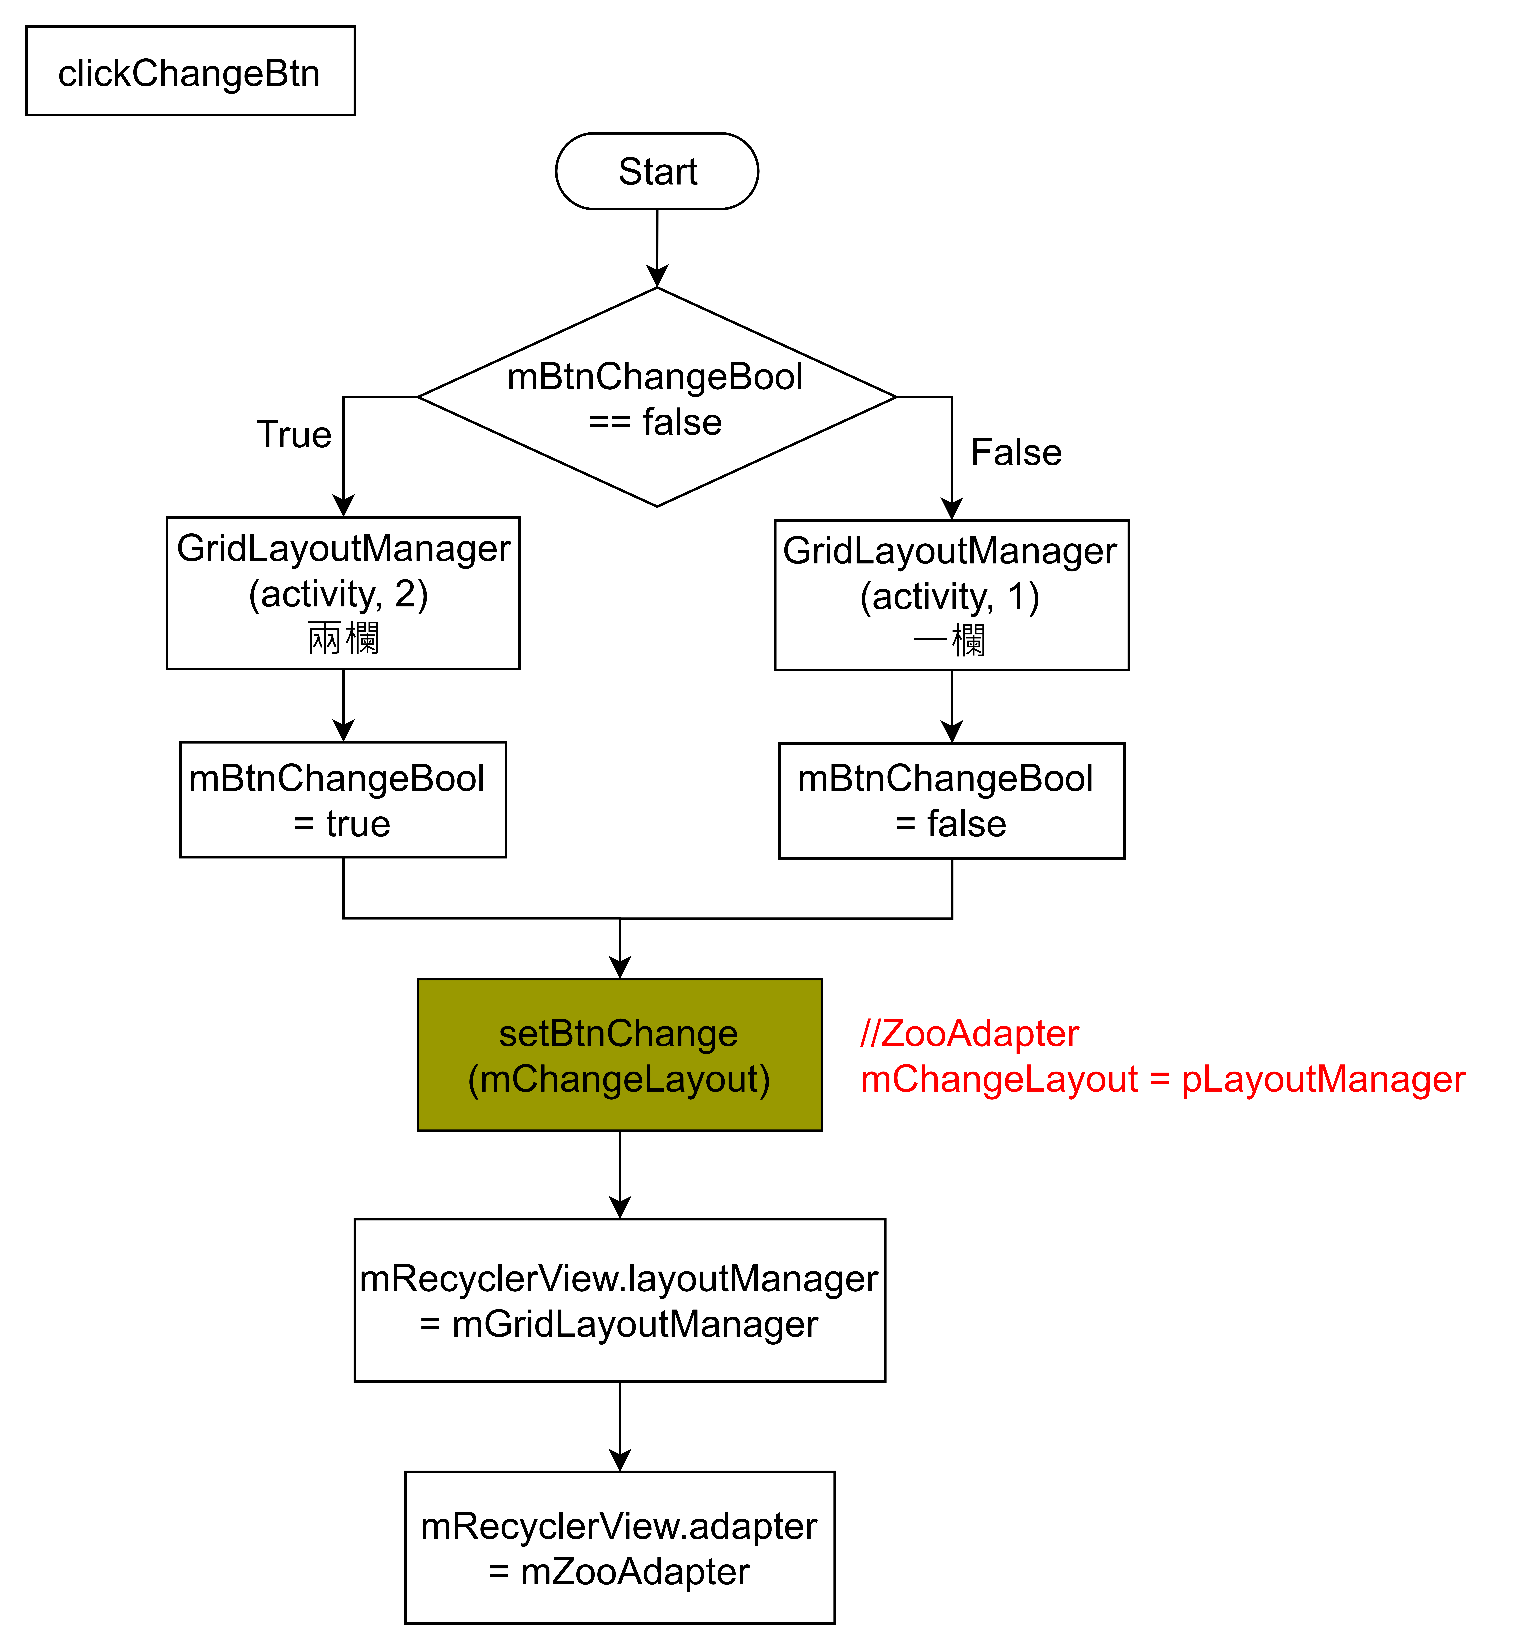 clickChangeBtn
Start
mBtnChangeBool
== false
True
False
GridLayoutManager
(activity, 2)
兩欄
GridLayoutManager
(activity, 1)
一欄
mBtnChangeBool
= true
mBtnChangeBool
= false
setBtnChange
(mChangeLayout)
//ZooAdapter
mChangeLayout = pLayoutManager
mRecyclerView.layoutManager
= mGridLayoutManager
mRecyclerView.adapter
= mZooAdapter